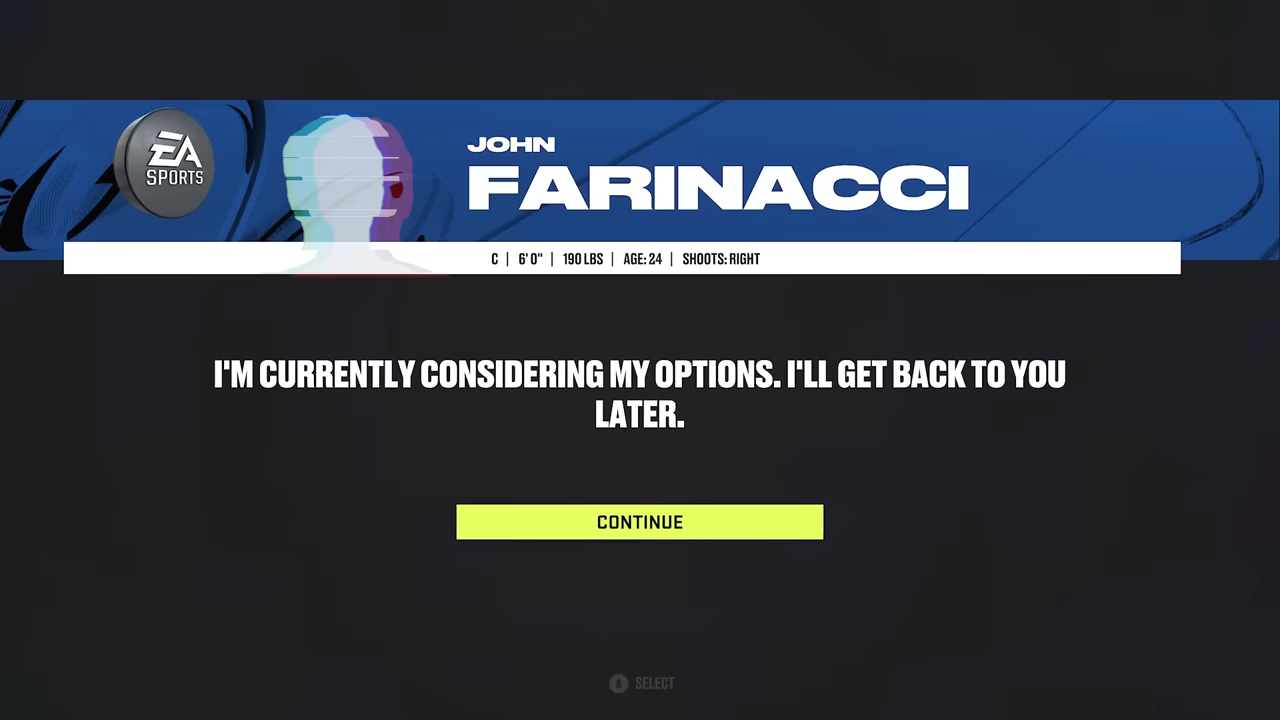 EA
SPORTS
JOHN
FARINACCI
C | 6' 0" | 190 LBS | AGE: 24 | SHOOTS: RIGHT
I'M CURRENTLY CONSIDERING MY OPTIONS. I'LL GET BACK TO YOU
LATER.
CONTINUE
A SELECT